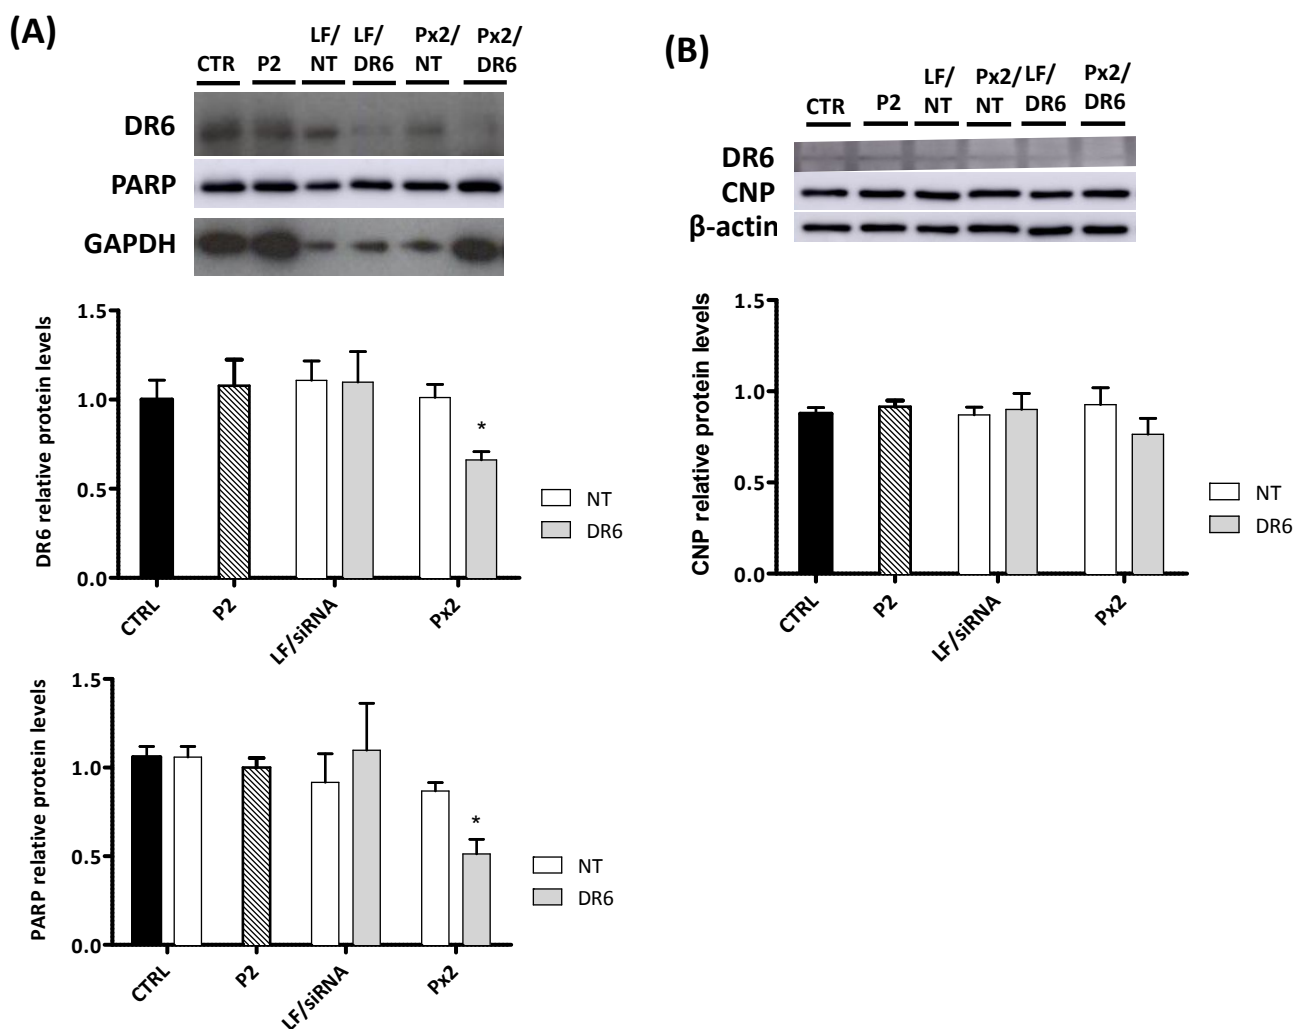 (A)
CTR P2 LF/ NT LF/ DR6 Px2/ NT Px2/ DR6
DR6
PARP
GAPDH
DR6 relative protein levels
1.5
1.0
0.5
0.0
*
NT
DR6
CTRL P2 LF/siRNA Px2
PARP relative protein levels
1.5
1.0
0.5
0.0
*
NT
DR6
CTRL P2 LF/siRNA Px2
(B)
CTR P2 LF/ NT Px2/ NT LF/ DR6 Px2/ DR6
DR6
CNP
β-actin
CNP relative protein levels
1.5
1.0
0.5
0.0
NT
DR6
CTRL P2 LF/siRNA Px2